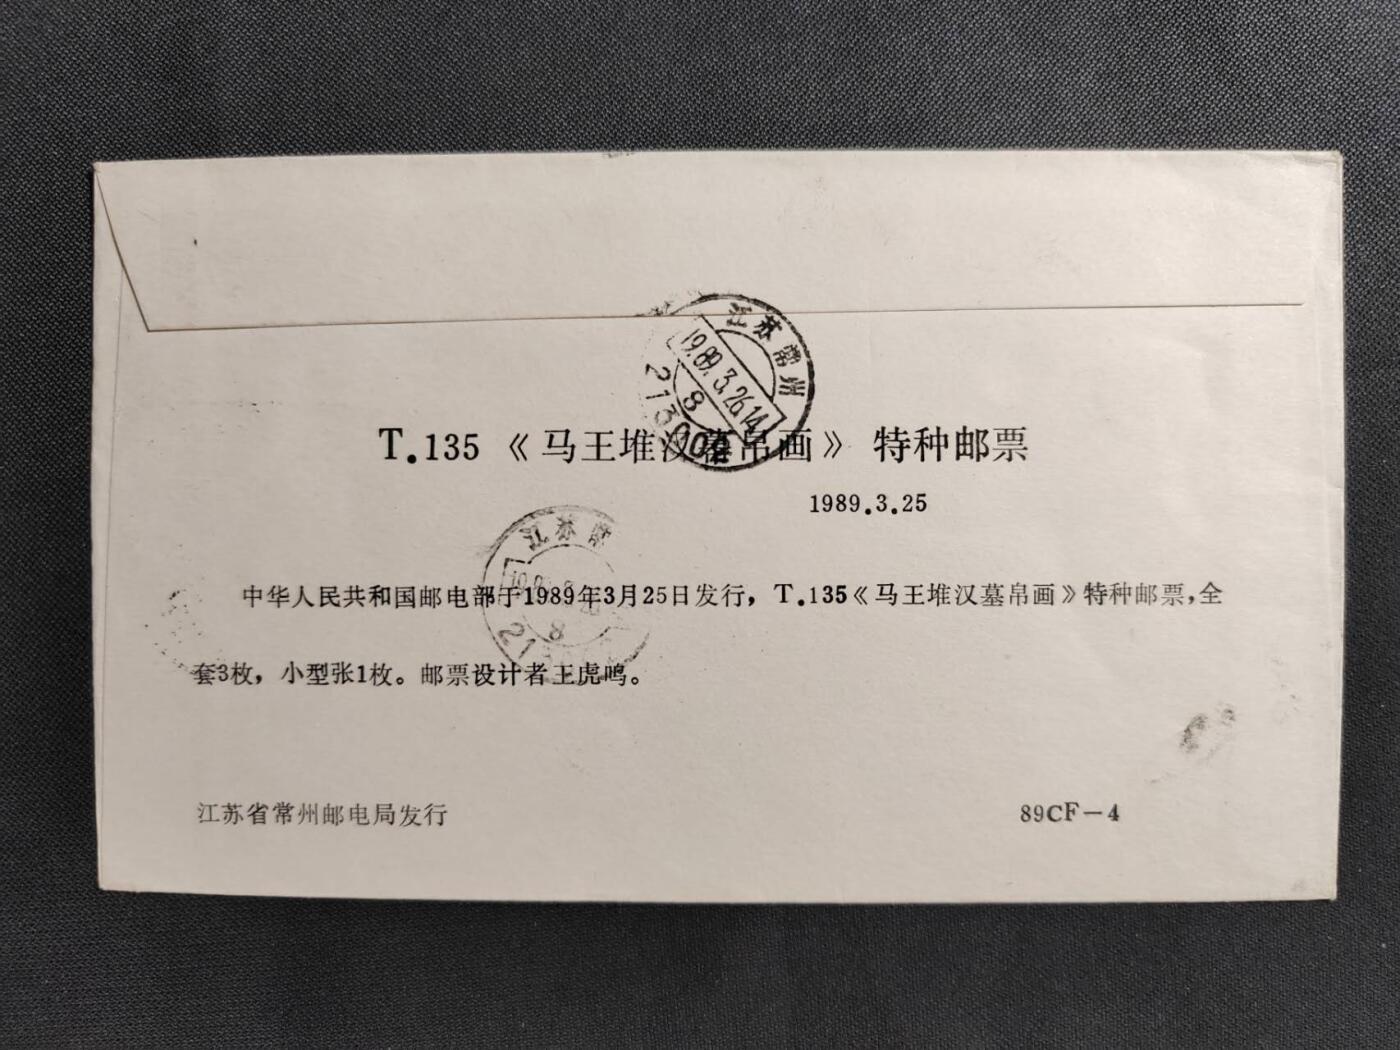 江苏常州
19.89.3.26.14
8
213000
T.135《马王堆汉墓帛画》特种邮票
1989.3.25
江苏常
8
21
中华人民共和国邮电部于1989年3月25日发行，T.135《马王堆汉墓帛画》特种邮票，全
套3枚，小型张1枚。邮票设计者王虎鸣。
江苏省常州邮电局发行
89CF－4